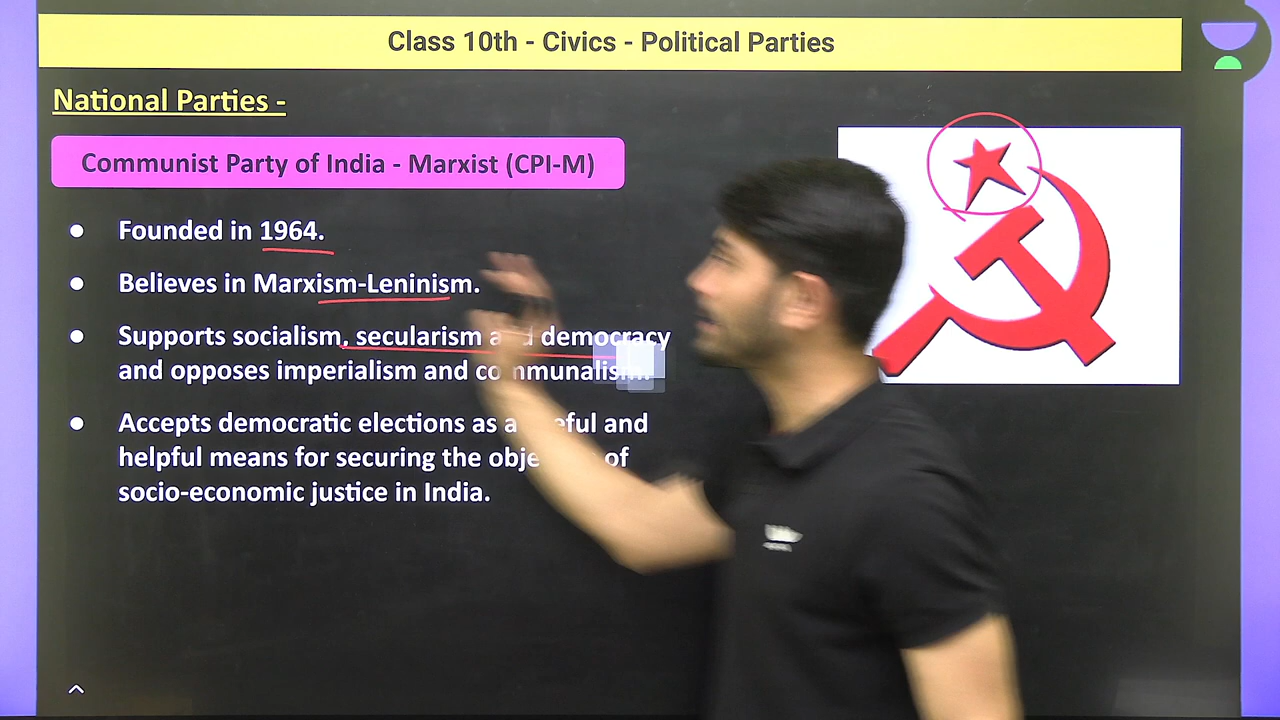 Class 10th - Civics - Political Parties
National Parties -
Communist Party of India - Marxist (CPI-M)
● Founded in 1964.
● Believes in Marxism-Leninism.
● Supports socialism, secularism democracy
and opposes imperialism and communalism.
● Accepts democratic elections as a and
helpful means for securing the of
socio-economic justice in India.